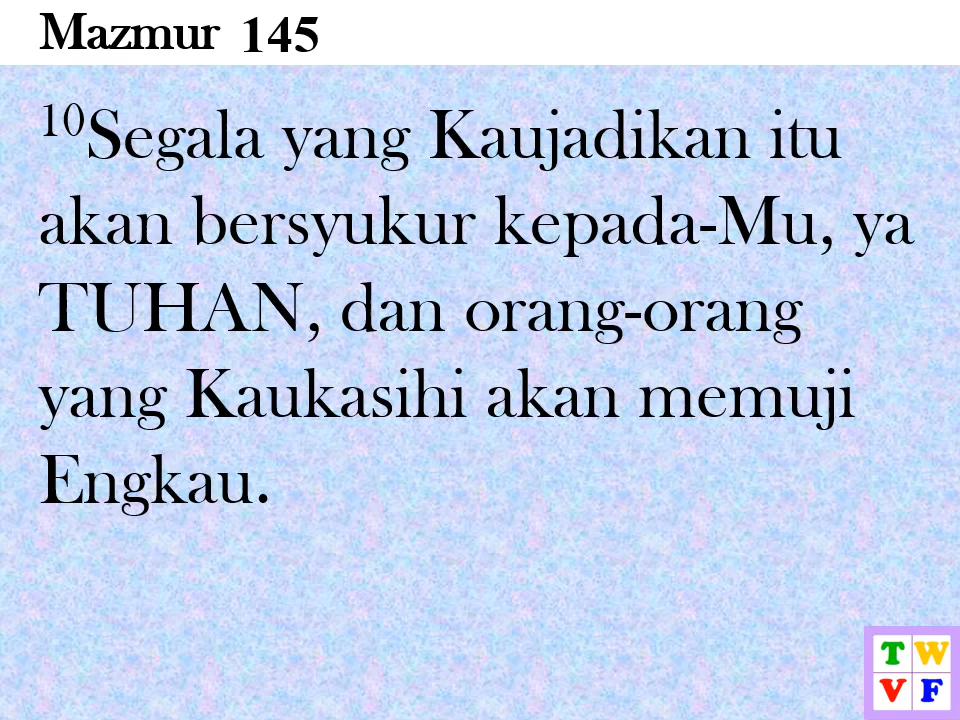 Mazmur 145
10Segala yang Kaujadikan itu
akan bersyukur kepada-Mu, ya
TUHAN, dan orang-orang
yang Kaukasihi akan memuji
Engkau.
T W
V F